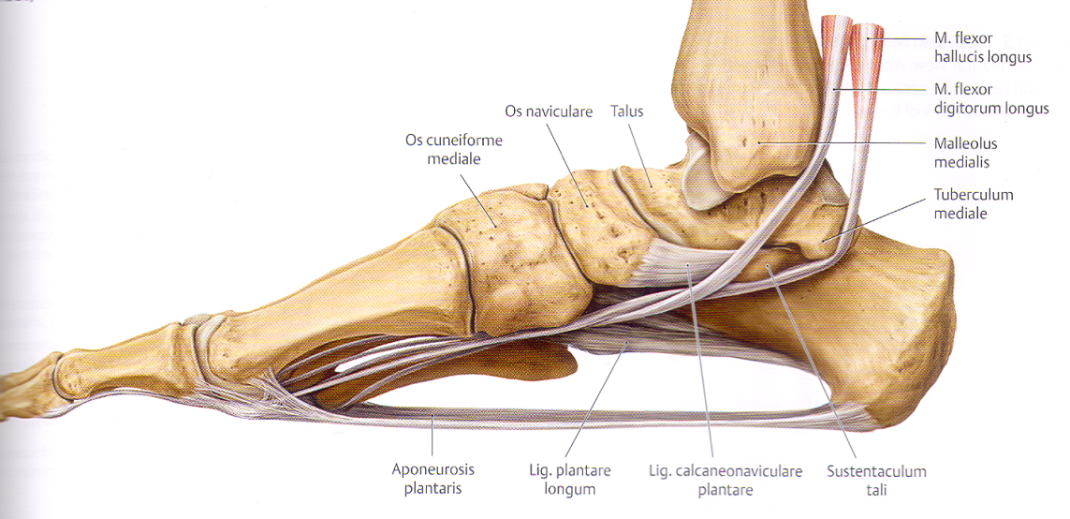 M. flexor
hallucis longus
M. flexor
digitorum longus
Os naviculare
Talus
Os cuneiforme
mediale
Malleolus
medialis
Tuberculum
mediale
Aponeurosis
plantaris
Lig. plantare
longum
Lig. calcaneonaviculare
plantare
Sustentaculum
tali